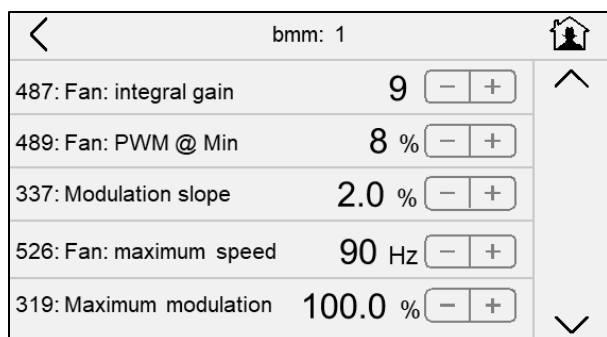 bmm: 1
487: Fan: integral gain 9 − +
489: Fan: PWM @ Min 8 % − +
337: Modulation slope 2.0 % − +
526: Fan: maximum speed 90 Hz − +
319: Maximum modulation 100.0 % − +